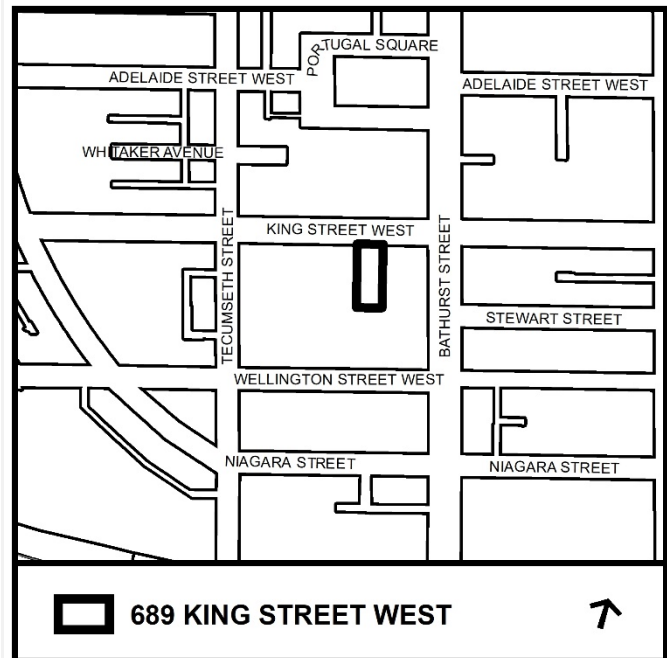 PORTUGAL SQUARE
ADELAIDE STREET WEST
ADELAIDE STREET WEST
WHITAKER AVENUE
KING STREET WEST
TECUMSETH STREET
BATHURST STREET
STEWART STREET
WELLINGTON STREET WEST
NIAGARA STREET
NIAGARA STREET
689 KING STREET WEST